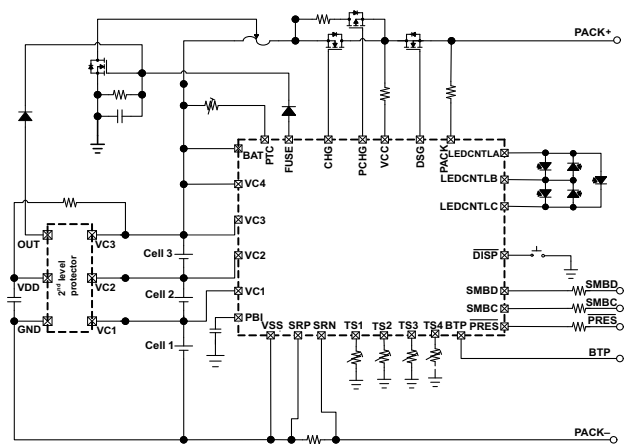 PACK+
BAT
PTC
FUSE
CHG
PCHG
VCC
DSG
PACK
LEDCNTLA
LEDCNTLB
LEDCNTLC
VC4
VC3
VC2
VC1
PBI
DISP
SMBD
SMBC
PRES
SMBD
SMBC
PRES
VSS
SRP
SRN
TS1
TS2
TS3
TS4
BTP
BTP
OUT
VDD
GND
2nd level
protector
VC3
VC2
VC1
Cell 3
Cell 2
Cell 1
PACK–